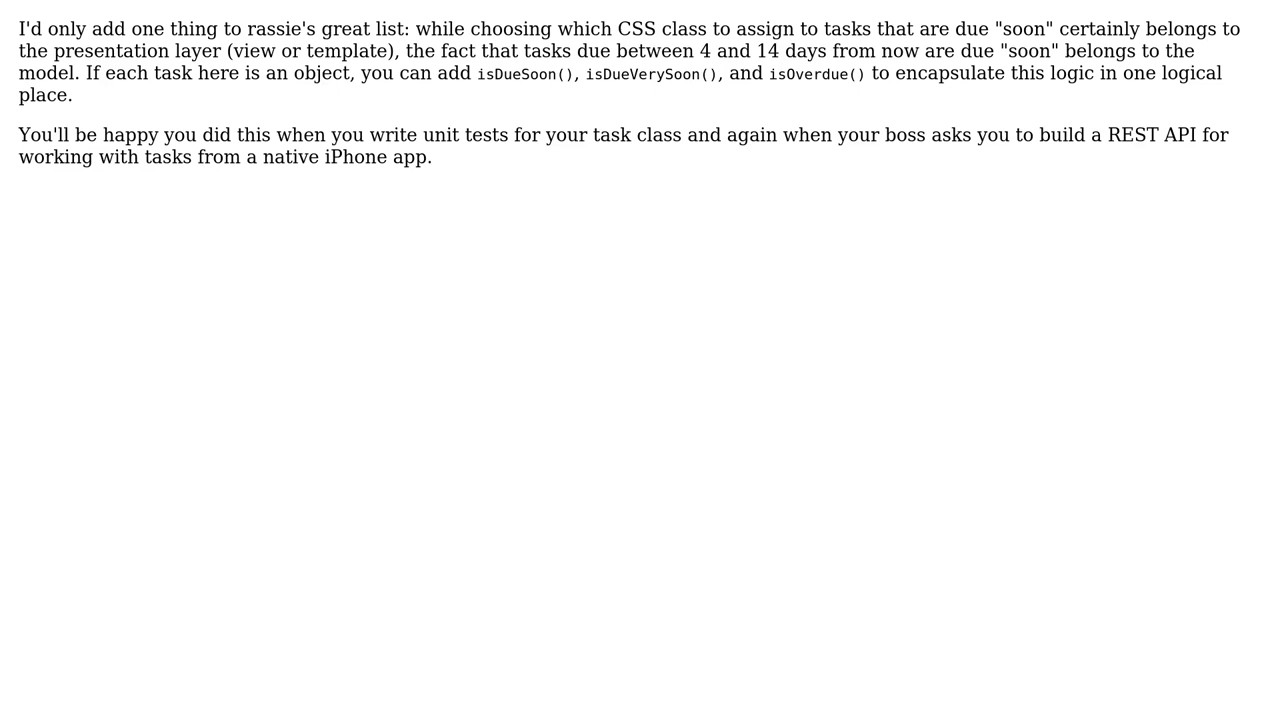 I'd only add one thing to rassie's great list: while choosing which CSS class to assign to tasks that are due "soon" certainly belongs to
the presentation layer (view or template), the fact that tasks due between 4 and 14 days from now are due "soon" belongs to the
model. If each task here is an object, you can add isDueSoon(), isDueVerySoon(), and isOverdue() to encapsulate this logic in one logical
place.
You'll be happy you did this when you write unit tests for your task class and again when your boss asks you to build a REST API for
working with tasks from a native iPhone app.